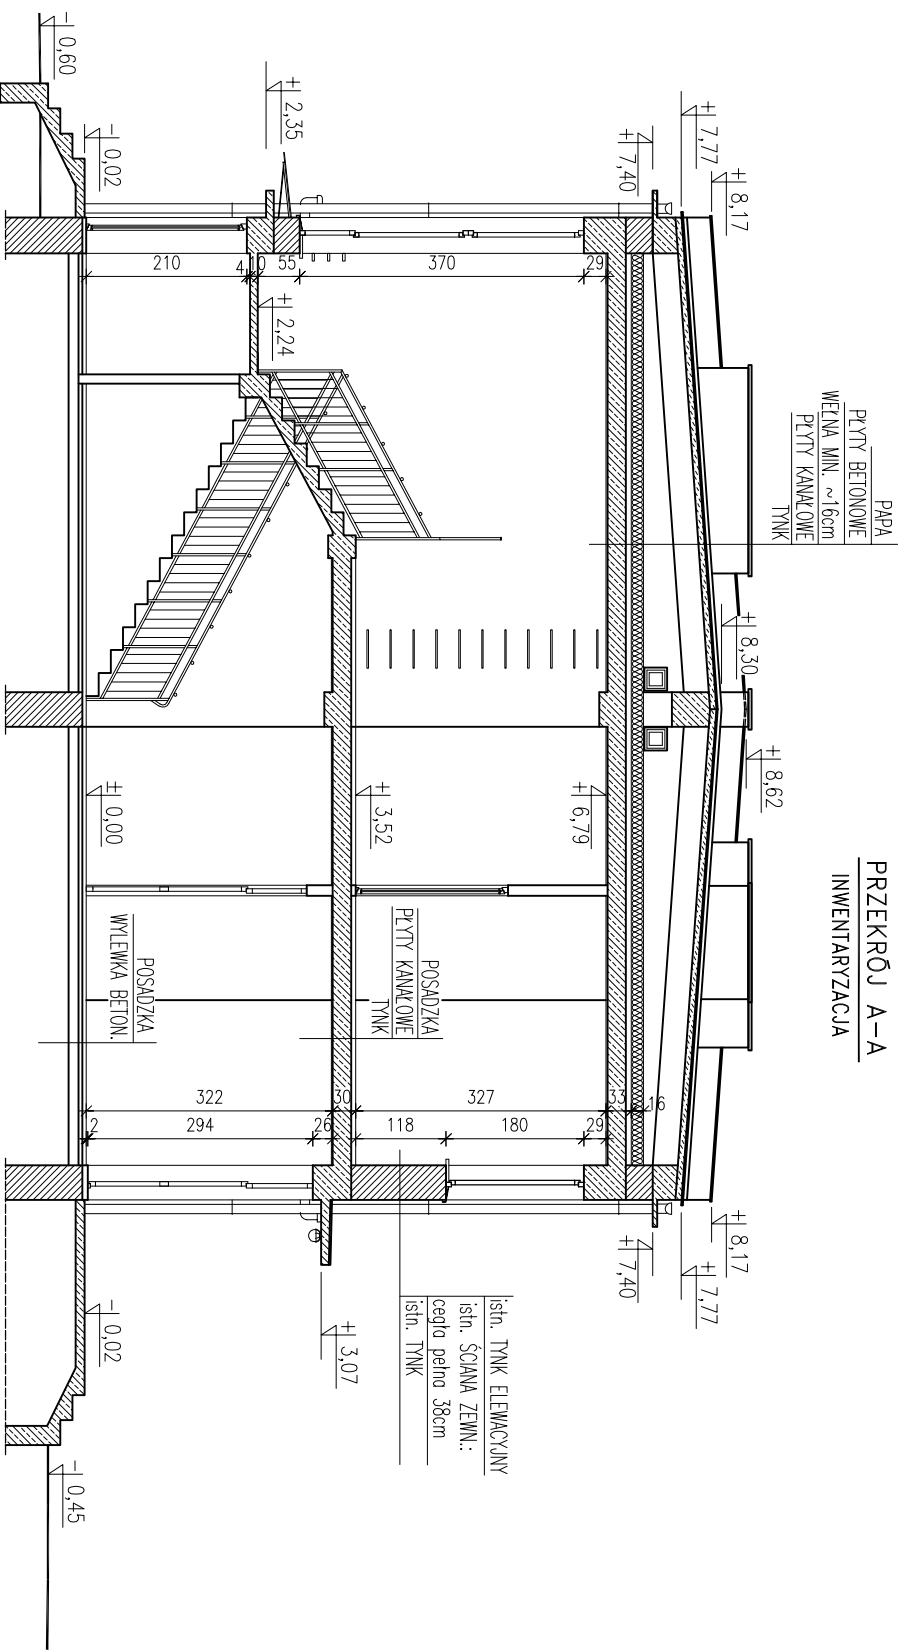 PRZEKRÓJ A-A
INWENTARYZACJA
PAPA
PŁYTY BETONOWE
WEŁNA MIN. ~16cm
PŁYTY KANAŁOWE
TYNK
+ 8,17
+ 7,77
+ 7,40
+ 2,35
- 0,02
- 0,60
+ 8,30
+ 8,62
+ 8,17
+ 7,77
+ 7,40
29
370
55
10
4
210
+ 2,24
+ 6,79
+ 3,52
± 0,00
POSADZKA
PŁYTY KANAŁOWE
TYNK
POSADZKA
WYLEWKA BETON.
16
33
327
30
322
29
180
118
26
294
2
istn. TYNK ELEWACYJNY
istn. ŚCIANA ZEWN.:
cegła pełna 38cm
istn. TYNK
+ 3,07
- 0,02
- 0,45